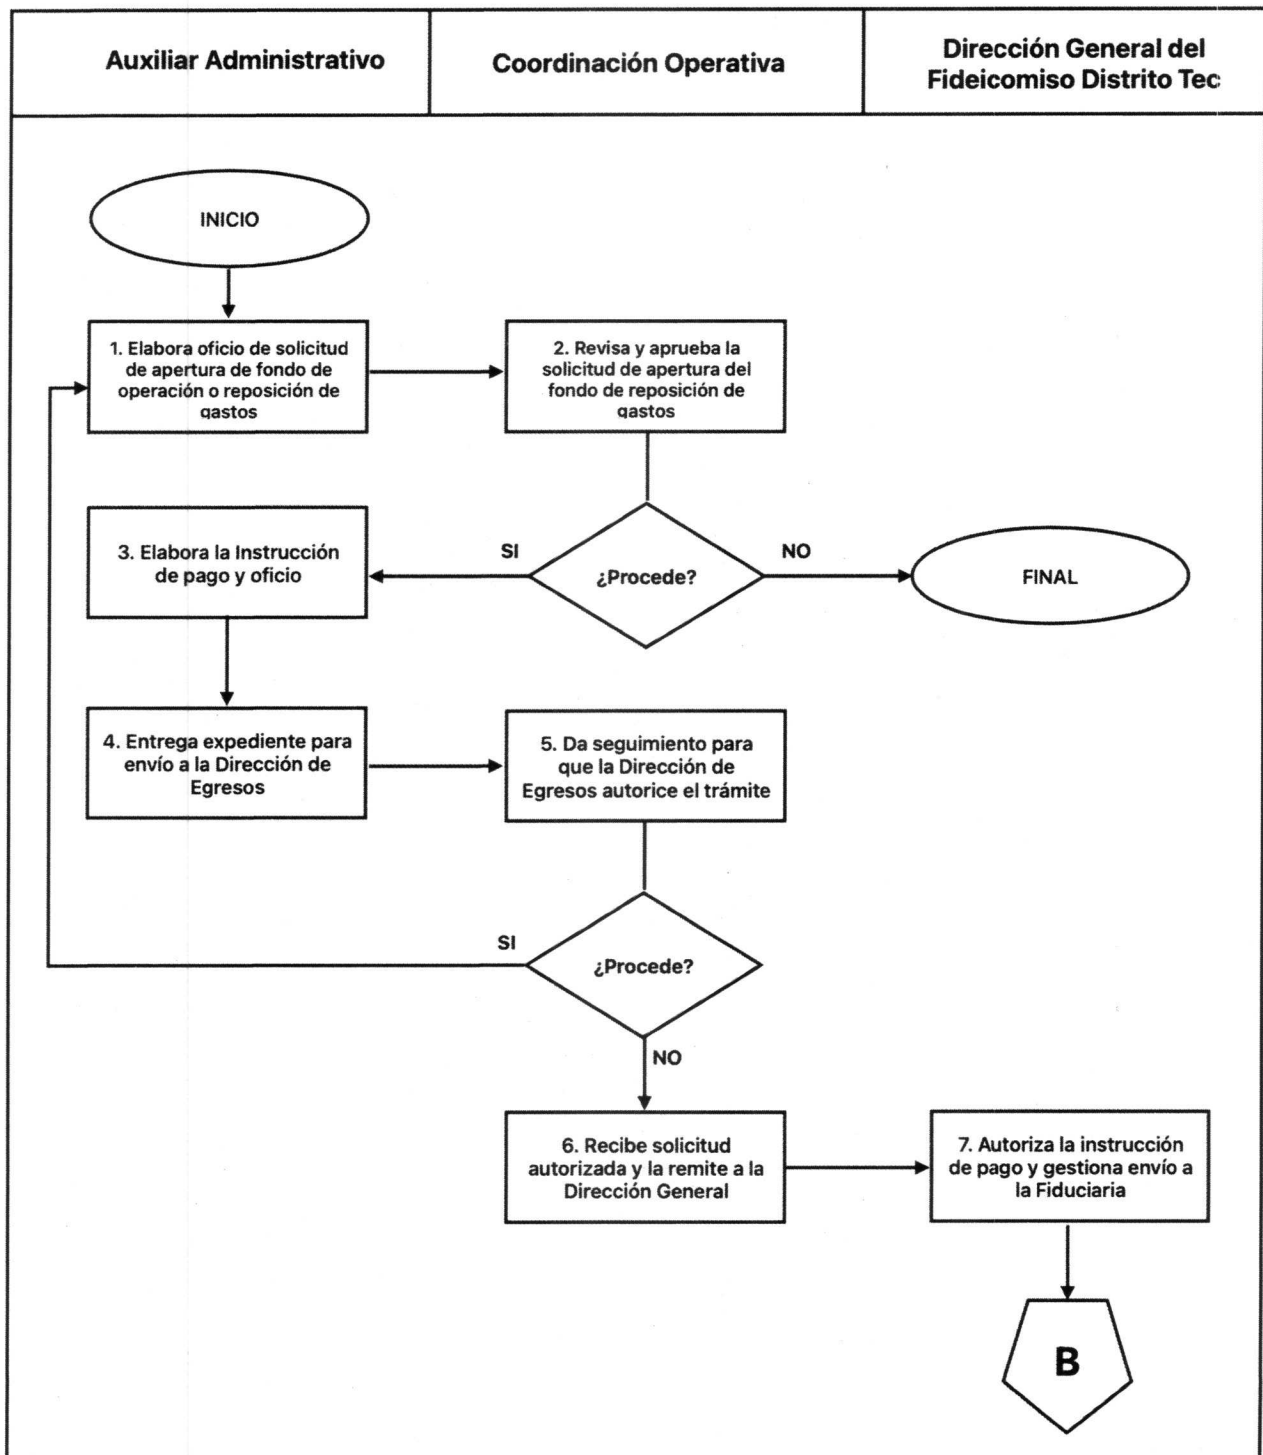 Auxiliar Administrativo
Coordinación Operativa
Dirección General del
Fideicomiso Distrito Tec
INICIO
1. Elabora oficio de solicitud
de apertura de fondo de
operación o reposición de
gastos
2. Revisa y aprueba la
solicitud de apertura del
fondo de reposición de
gastos
3. Elabora la Instrucción
de pago y oficio
SI
¿Procede?
NO
FINAL
4. Entrega expediente para
envío a la Dirección de
Egresos
5. Da seguimiento para
que la Dirección de
Egresos autorice el trámite
SI
¿Procede?
NO
6. Recibe solicitud
autorizada y la remite a la
Dirección General
7. Autoriza la instrucción
de pago y gestiona envío a
la Fiduciaria
B